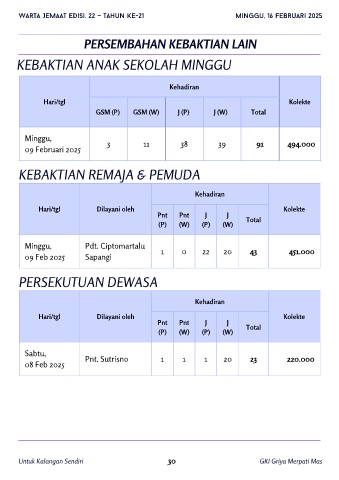 WARTA JEMAAT EDISI. 22 – TAHUN KE-21 MINGGU, 16 FEBRUARI 2025
PERSEMBAHAN KEBAKTIAN LAIN
KEBAKTIAN ANAK SEKOLAH MINGGU
Hari/tgl Kehadiran Kolekte
GSM (P) GSM (W) J (P) J (W) Total
Minggu,
09 Februari 2025 3 11 38 39 91 494.000
KEBAKTIAN REMAJA & PEMUDA
Hari/tgl Dilayani oleh Kehadiran Kolekte
Pnt (P) Pnt (W) J (P) J (W) Total
Minggu,
09 Feb 2025 Pdt. Ciptomartalu Sapangi 1 0 22 20 43 451.000
PERSEKUTUAN DEWASA
Hari/tgl Dilayani oleh Kehadiran Kolekte
Pnt (P) Pnt (W) J (P) J (W) Total
Sabtu,
08 Feb 2025 Pnt. Sutrisno 1 1 1 20 23 220.000
Untuk Kalangan Sendiri 30 GKI Griya Merpati Mas